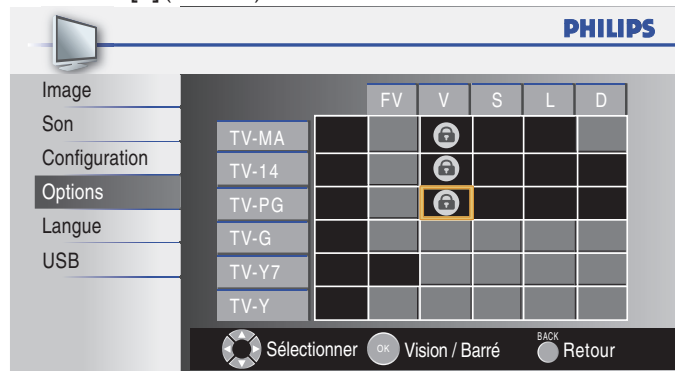 PHILIPS
Image
Son
Configuration
Options
Langue
USB
FV V S L D
TV-MA
TV-14
TV-PG
TV-G
TV-Y7
TV-Y
Sélectionner OK Vision / Barré BACK Retour